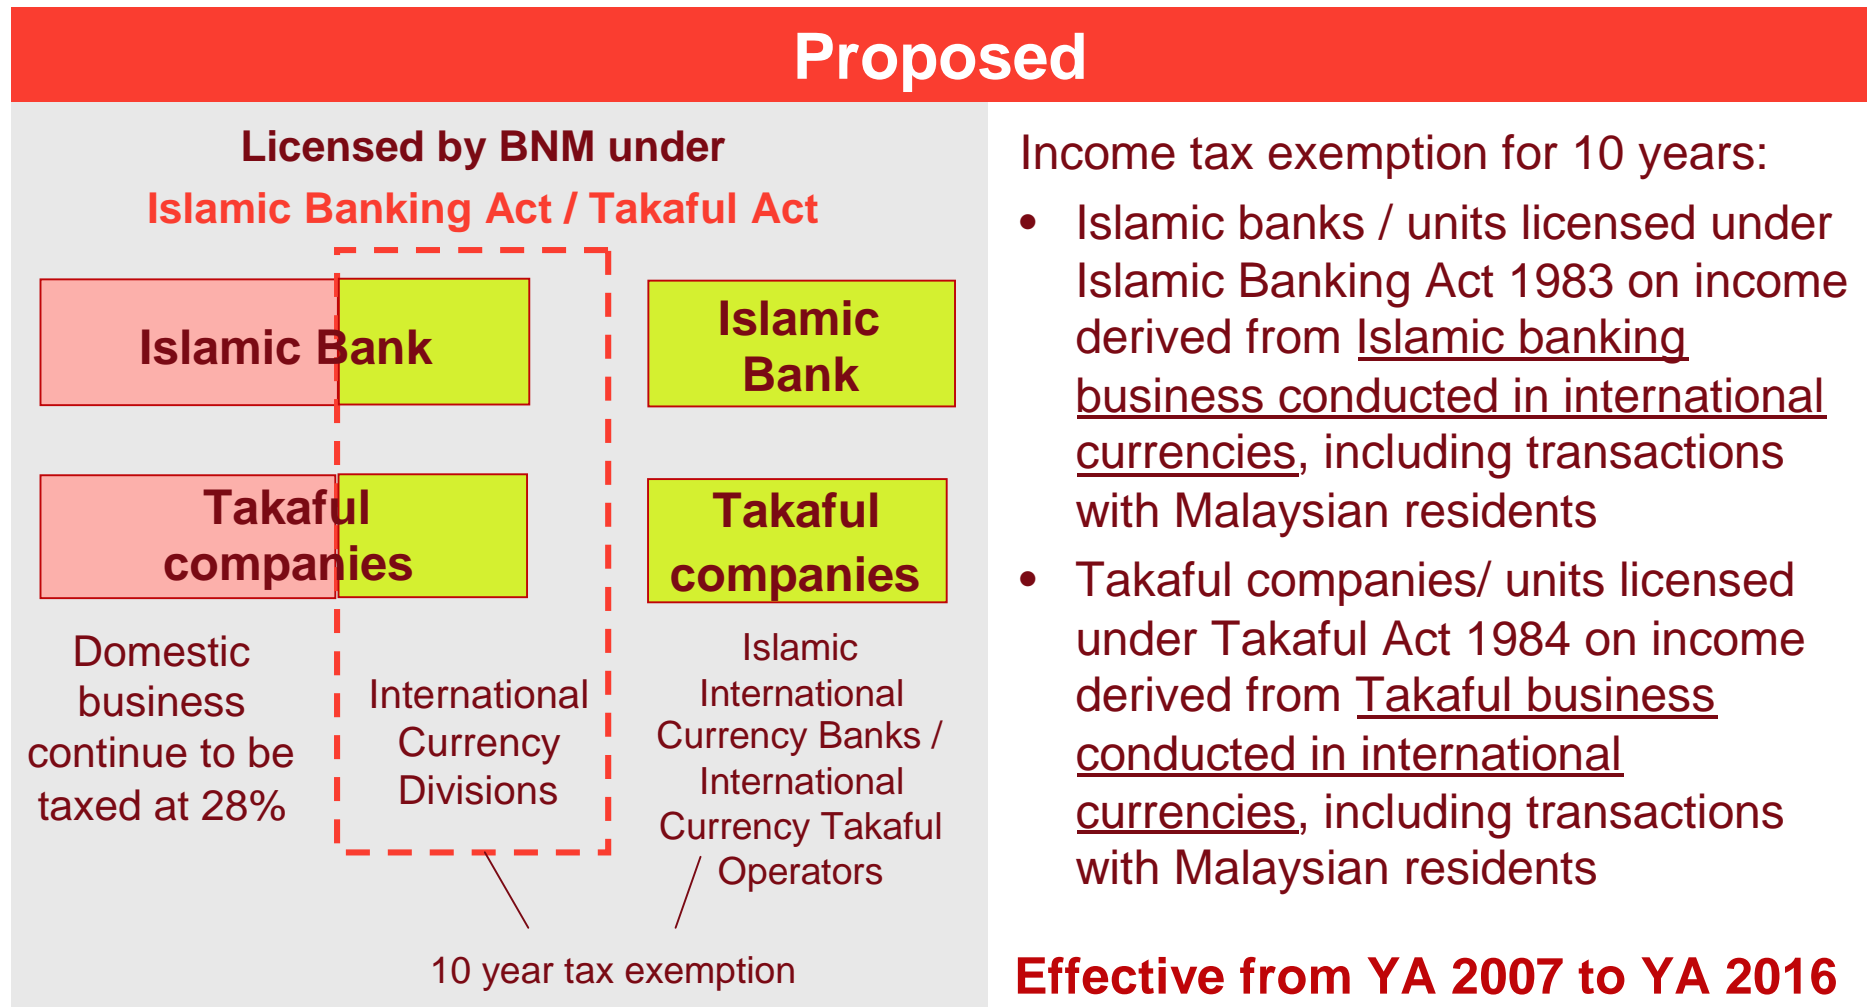 Proposed
Licensed by BNM under
Islamic Banking Act / Takaful Act
Islamic Bank
Islamic
Bank
Takaful
companies
Takaful
companies
Domestic
business
continue to be
taxed at 28%
International
Currency
Divisions
Islamic
International
Currency Banks /
International
Currency Takaful
Operators
10 year tax exemption
Income tax exemption for 10 years:
• Islamic banks / units licensed under
Islamic Banking Act 1983 on income
derived from Islamic banking
business conducted in international
currencies, including transactions
with Malaysian residents
• Takaful companies/ units licensed
under Takaful Act 1984 on income
derived from Takaful business
conducted in international
currencies, including transactions
with Malaysian residents
Effective from YA 2007 to YA 2016